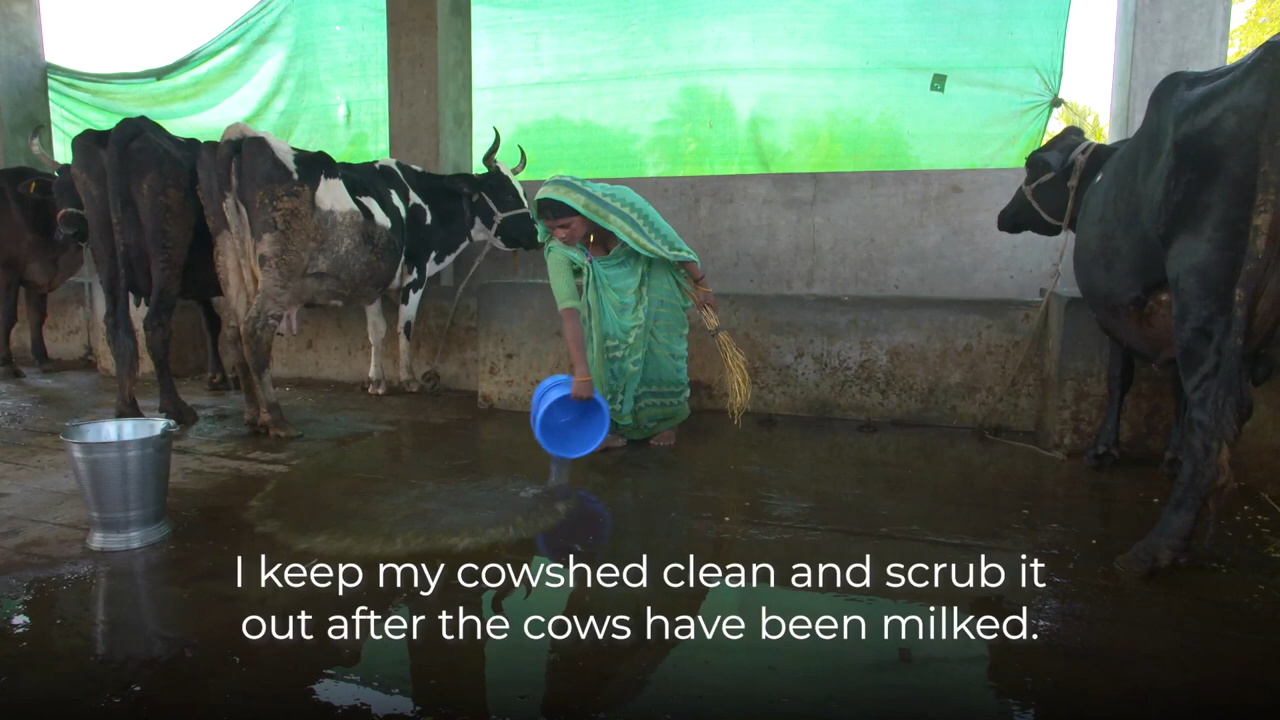 I keep my cowshed clean and scrub it
out after the cows have been milked.